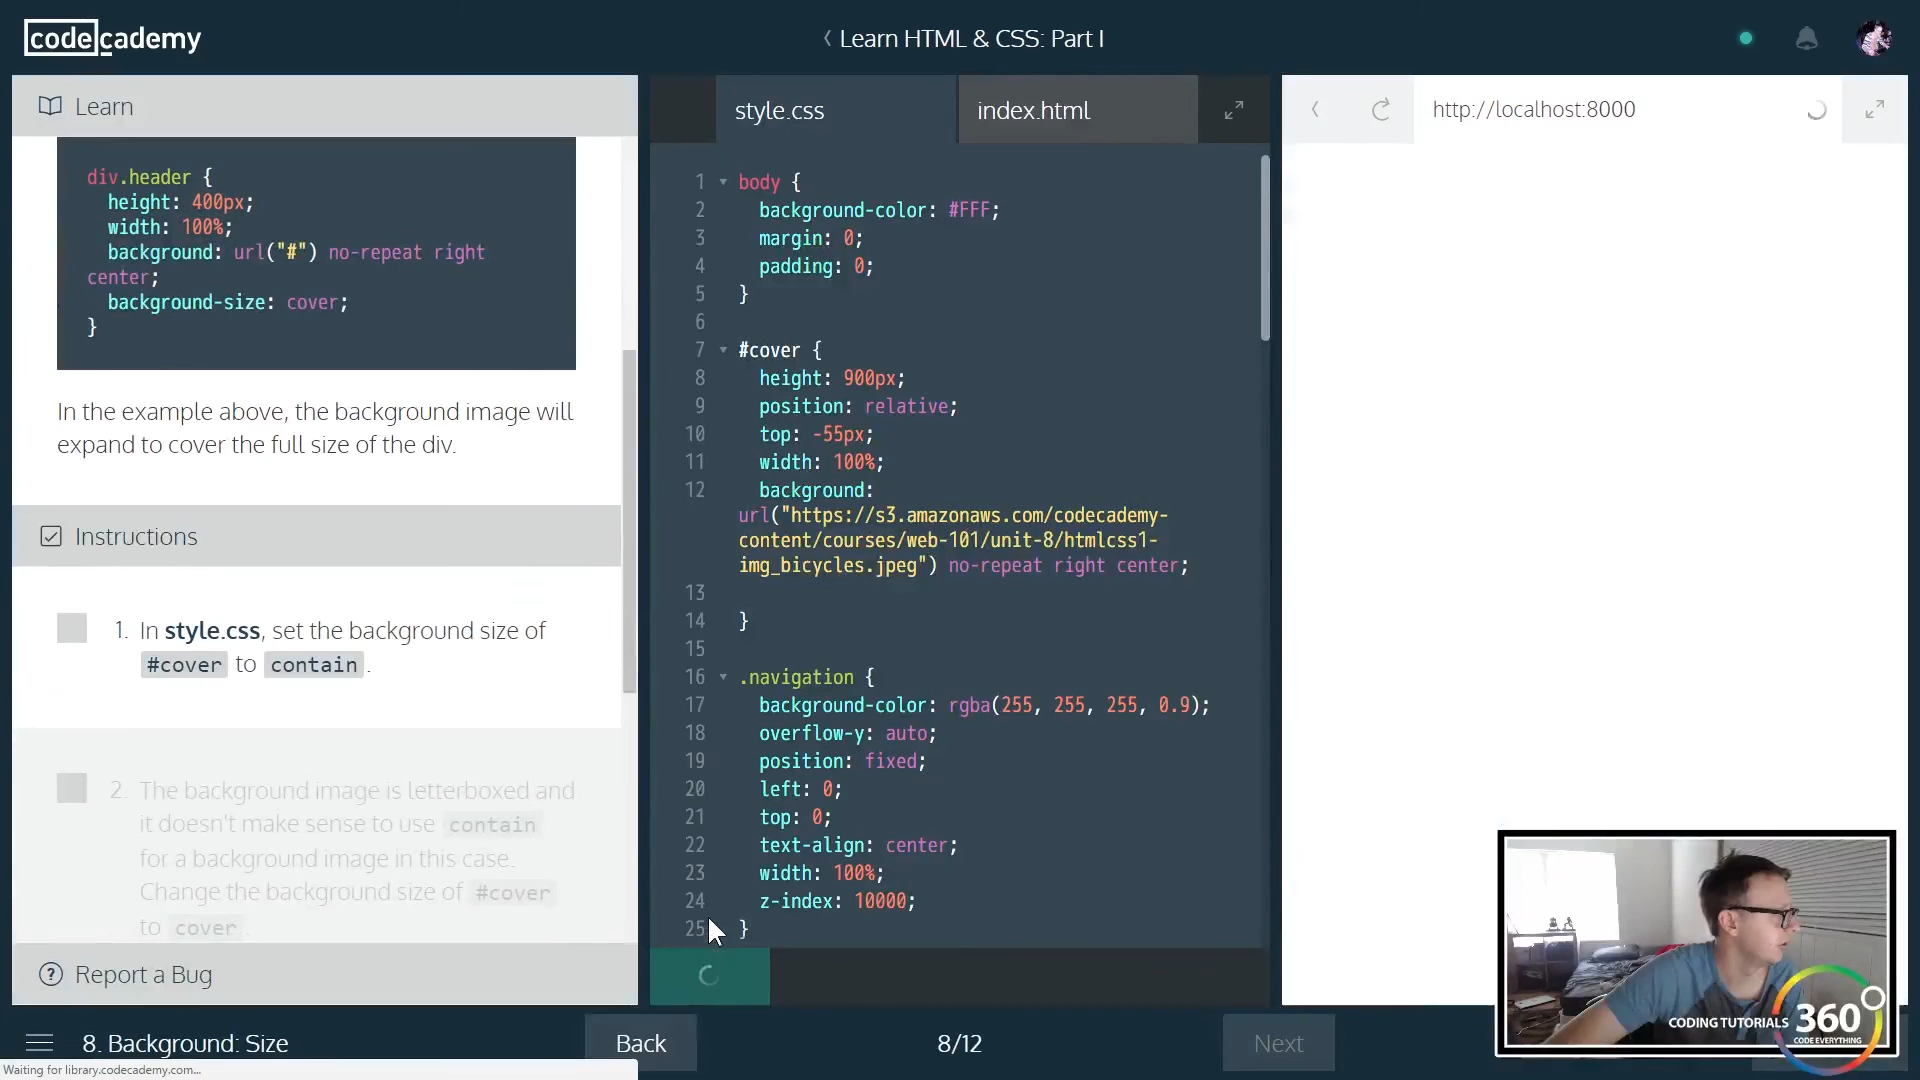 codecademy
Learn HTML & CSS: Part I
Learn
div.header {
height: 400px;
width: 100%;
background: url("#") no-repeat right
center;
background-size: cover;
}
In the example above, the background image will
expand to cover the full size of the div.
Instructions
1. In style.css, set the background size of
#cover to contain.
2. The background image is letterboxed and
it doesn't make sense to use contain
for a background image in this case.
Change the background size of #cover
to cover.
? Report a Bug
style.css
index.html
1 body {
2 background-color: #FFF;
3 margin: 0;
4 padding: 0;
5 }
6
7 #cover {
8 height: 900px;
9 position: relative;
10 top: -55px;
11 width: 100%;
12 background:
url("https://s3.amazonaws.com/codecademy-
content/courses/web-101/unit-8/htmlcss1-
img_bicycles.jpeg") no-repeat right center;
13
14 }
15
16 .navigation {
17 background-color: rgba(255, 255, 255, 0.9);
18 overflow-y: auto;
19 position: fixed;
20 left: 0;
21 top: 0;
22 text-align: center;
23 width: 100%;
24 z-index: 10000;
25 }
http://localhost:8000
CODING TUTORIALS 360°
CODE EVERYTHING
8. Background: Size
Back
8/12
Next
Waiting for library.codecademy.com...